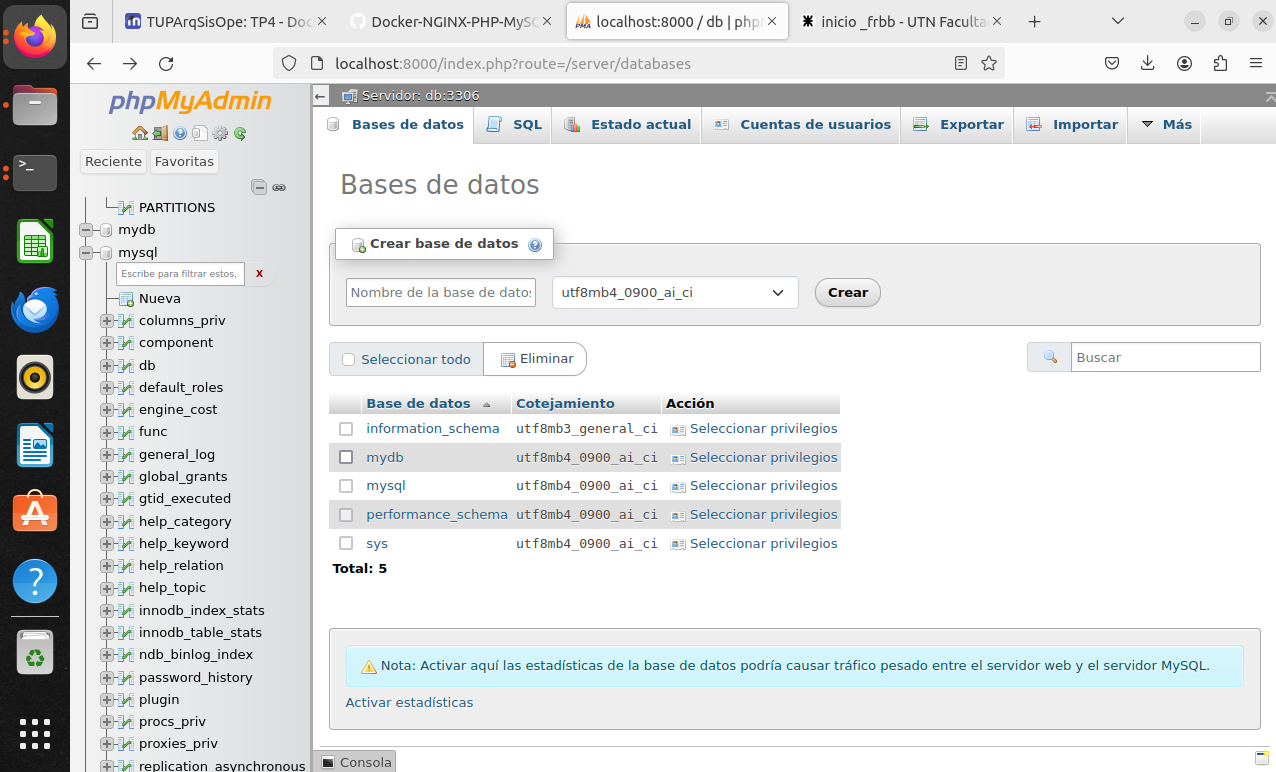 TUPArqSisOpe: TP4 - Doc
Docker-NGINX-PHP-MySQ
localhost:8000 / db | php
inicio _frbb - UTN Faculta
localhost:8000/index.php?route=/server/databases
phpMyAdmin
Reciente
Favoritas
PARTITIONS
mydb
mysql
Escribe para filtrar estos,
X
Nueva
columns_priv
component
db
default_roles
engine_cost
func
general_log
global_grants
gtid_executed
help_category
help_keyword
help_relation
help_topic
innodb_index_stats
innodb_table_stats
ndb_binlog_index
password_history
plugin
procs_priv
proxies_priv
replication_asynchronous
Servidor: db:3306
Bases de datos
SQL
Estado actual
Cuentas de usuarios
Exportar
Importar
Más
Bases de datos
Crear base de datos
Nombre de la base de datos
utf8mb4_0900_ai_ci
Crear
Seleccionar todo
Eliminar
Buscar
Base de datos Cotejamiento Acción
information_schema utf8mb3_general_ci Seleccionar privilegios
mydb utf8mb4_0900_ai_ci Seleccionar privilegios
mysql utf8mb4_0900_ai_ci Seleccionar privilegios
performance_schema utf8mb4_0900_ai_ci Seleccionar privilegios
sys utf8mb4_0900_ai_ci Seleccionar privilegios
Total: 5
Nota: Activar aquí las estadísticas de la base de datos podría causar tráfico pesado entre el servidor web y el servidor MySQL.
Activar estadísticas
Consola